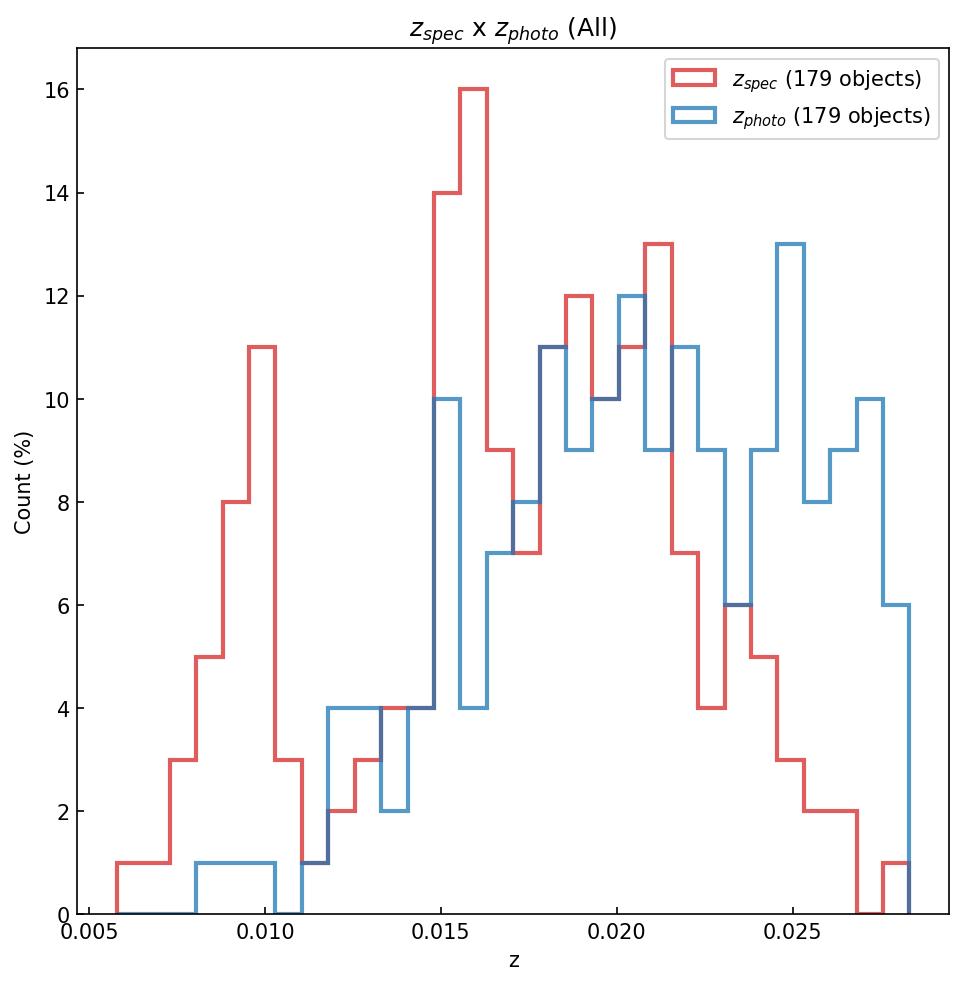 z_spec x z_photo (All)
z_spec (179 objects)
z_photo (179 objects)
Count (%)
16
14
12
10
8
6
4
2
0
0.005 0.010 0.015 0.020 0.025
z